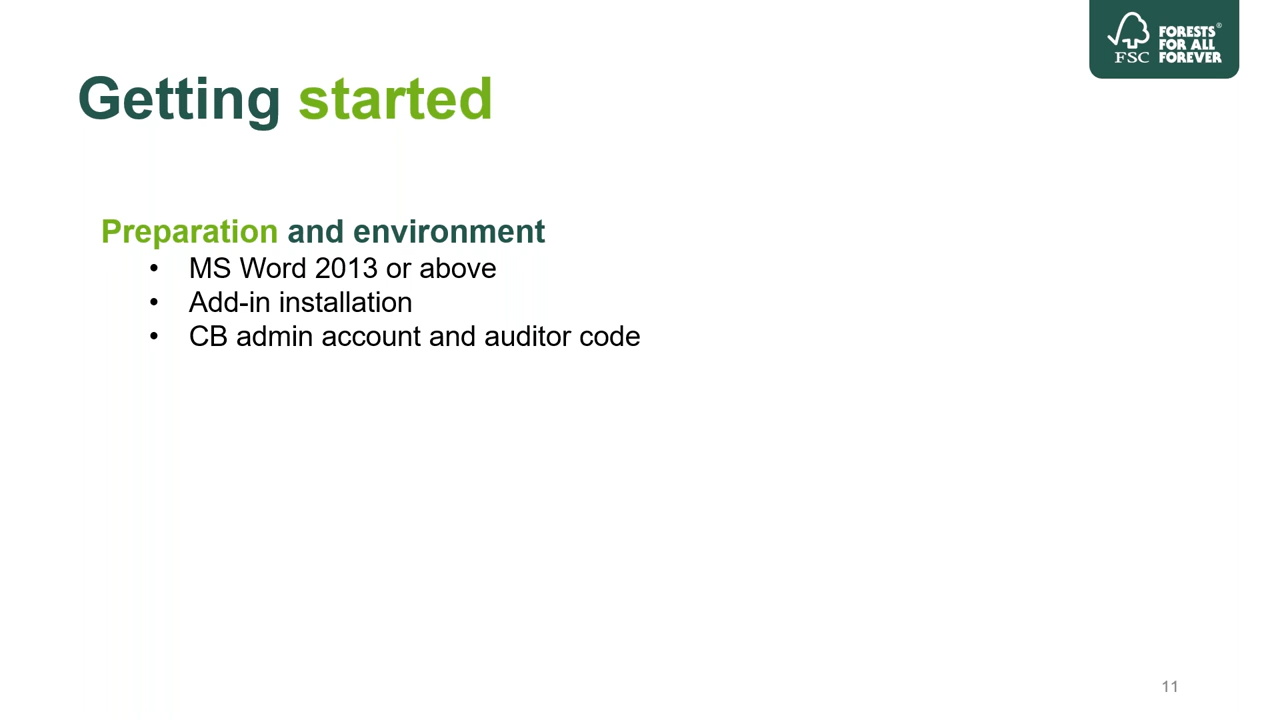 FSC
FORESTS®
FOR ALL
FOREVER
Getting started
Preparation and environment
• MS Word 2013 or above
• Add-in installation
• CB admin account and auditor code
11